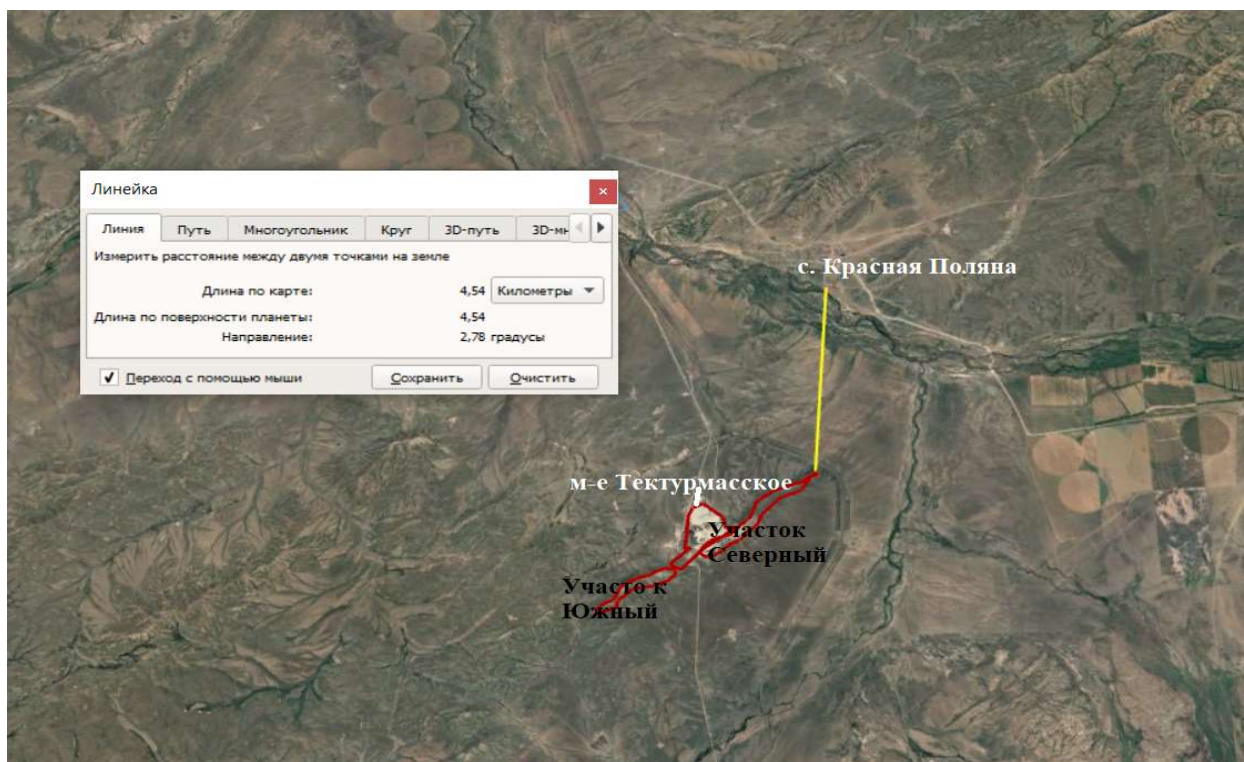 Линейка
Линия Путь Многоугольник Круг 3D-путь 3D-мн
Измерить расстояние между двумя точками на земле
Длина по карте: 4,54 Километры
Длина по поверхности планеты: 4,54
Направление: 2,78 градусы
Переход с помощью мыши Сохранить Очистить
с. Красная Поляна
м-е Тектурмасское
Участок
Северный
Участо к
Южный